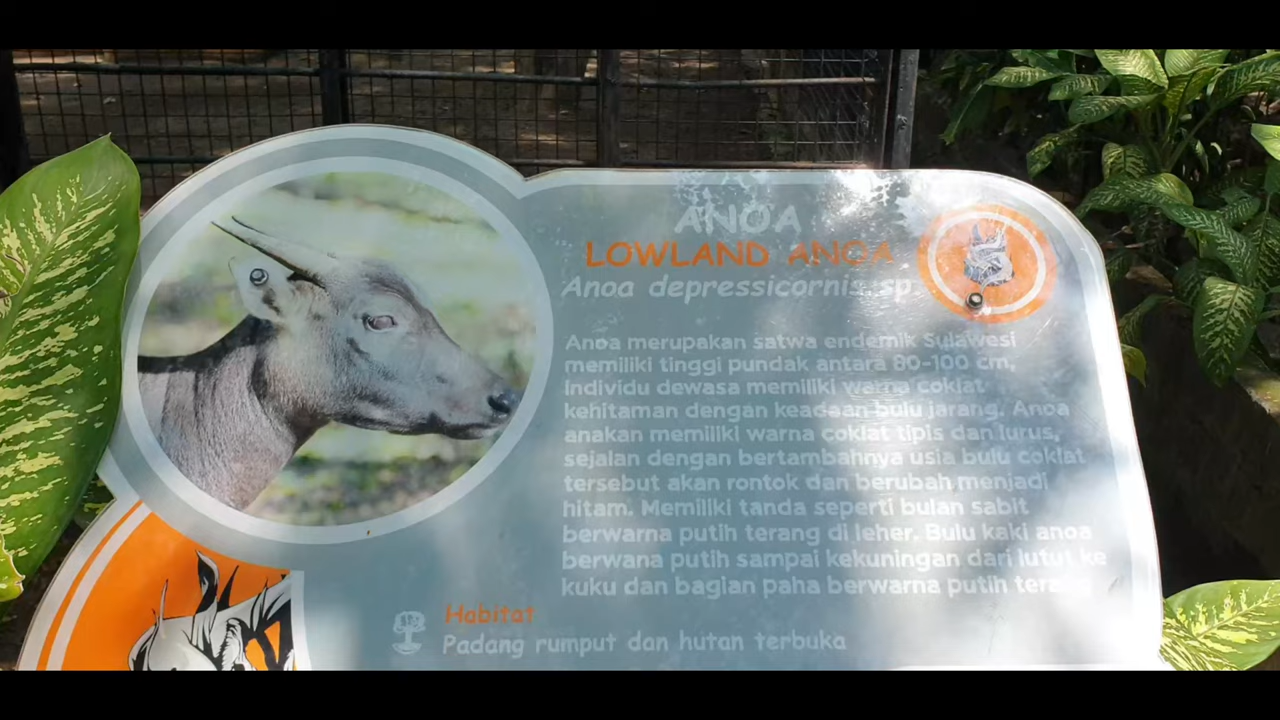 ANOA
LOWLAND ANOA
Anoa depressicornis sp.
Anoa merupakan satwa endemik Sulawesi
memiliki tinggi pundak antara 80-100 cm,
Individu dewasa memiliki warna coklat
kehitaman dengan keadaan bulu jarang. Anoa
anakan memiliki warna coklat tipis dan lurus,
sejalan dengan bertambahnya usia bulu coklat
tersebut akan rontok dan berubah menjadi
hitam. Memiliki tanda seperti bulan sabit
berwarna putih terang di leher. Bulu kaki anoa
berwana putih sampai kekuningan dari lutut ke
kuku dan bagian paha berwarna putih terang
Habitat
Padang rumput dan hutan terbuka